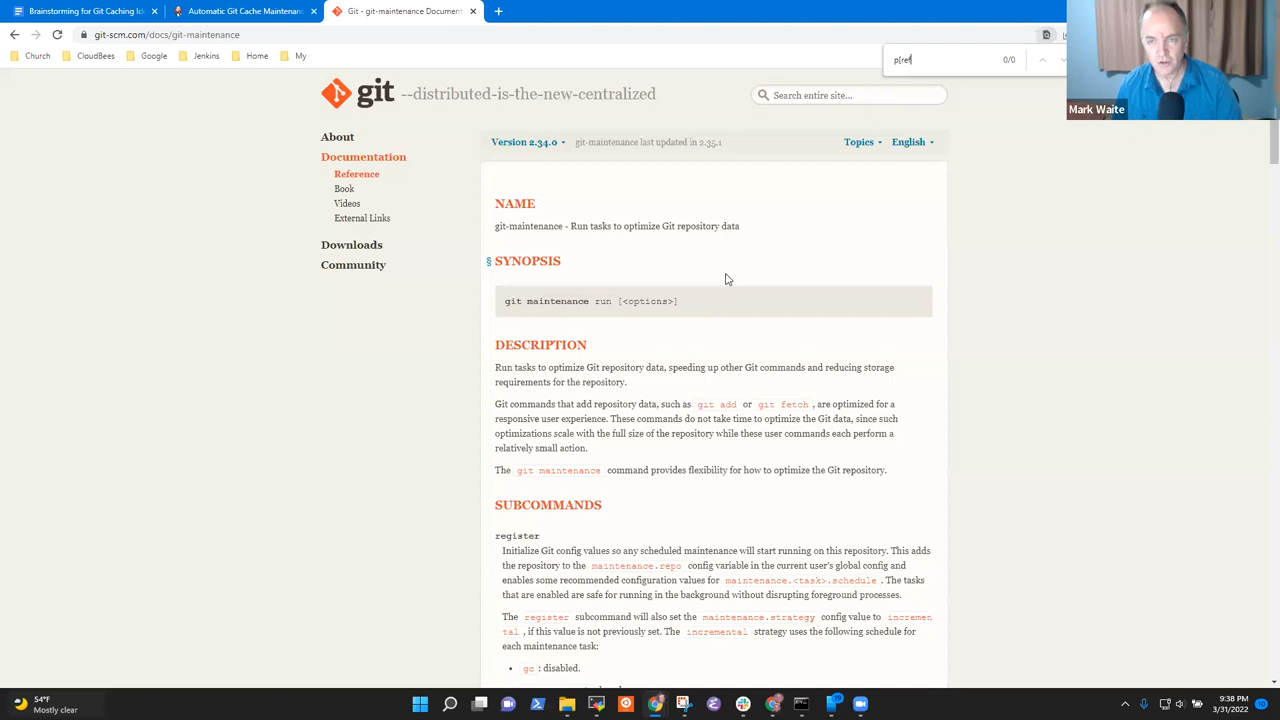 Brainstorming for Git Caching Ide
Automatic Git Cache Maintenanc
Git - git-maintenance Document
git-scm.com/docs/git-maintenance
Church
CloudBees
Google
Jenkins
Home
Travel
p[ref
0/0
Mark Waite
git --distributed-is-the-new-centralized
Search entire site...
About
Documentation
Reference
Book
Videos
External Links
Downloads
Community
Version 2.34.0
git-maintenance last updated in 2.35.1
Topics
English
NAME
git-maintenance - Run tasks to optimize Git repository data
§ SYNOPSIS
git maintenance run [<options>]
DESCRIPTION
Run tasks to optimize Git repository data, speeding up other Git commands and reducing storage
requirements for the repository.
Git commands that add repository data, such as git add or git fetch, are optimized for a
responsive user experience. These commands do not take time to optimize the Git data, since such
optimizations scale with the full size of the repository while these user commands each perform a
relatively small action.
The git maintenance command provides flexibility for how to optimize the Git repository.
SUBCOMMANDS
register
Initialize Git config values so any scheduled maintenance will start running on this repository. This adds
the repository to the maintenance.repo config variable in the current user's global config and
enables some recommended configuration values for maintenance.<task>.schedule. The tasks
that are enabled are safe for running in the background without disrupting foreground processes.
The register subcommand will also set the maintenance.strategy config value to incremen
tal, if this value is not previously set. The incremental strategy uses the following schedule for
each maintenance task:
• gc: disabled.
54°F
Mostly clear
9:38 PM
3/31/2022